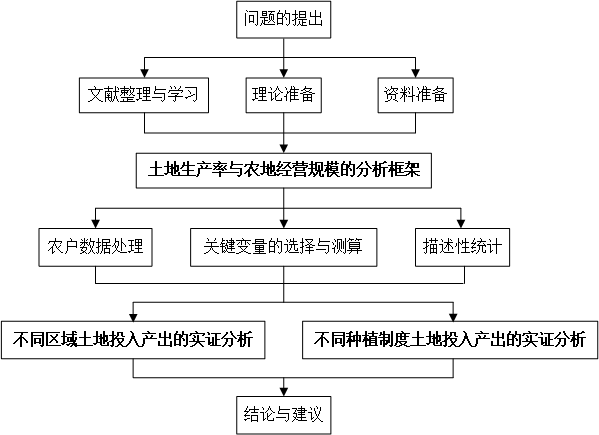 问题的提出
文献整理与学习
理论准备
资料准备
土地生产率与农地经营规模的分析框架
农户数据处理
关键变量的选择与测算
描述性统计
不同区域土地投入产出的实证分析
不同种植制度土地投入产出的实证分析
结论与建议